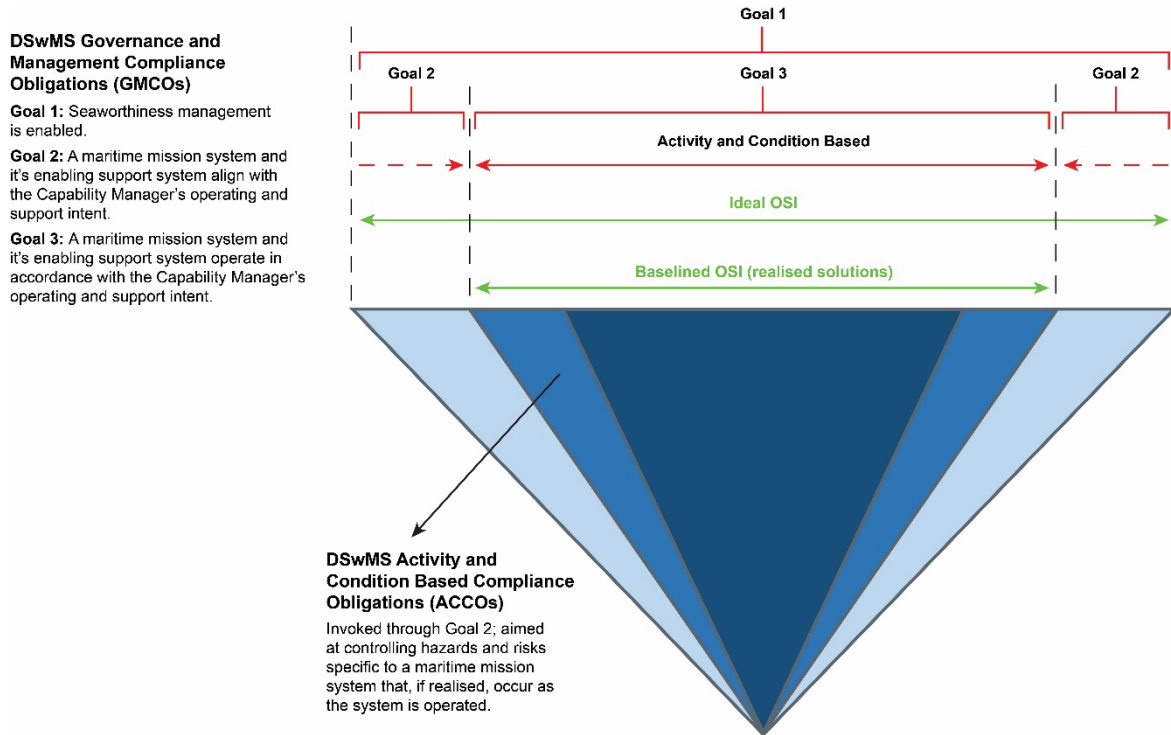 DSwMS Governance and
Management Compliance
Obligations (GMCOs)
Goal 1: Seaworthiness management
is enabled.
Goal 2: A maritime mission system and
it's enabling support system align with
the Capability Manager's operating and
support intent.
Goal 3: A maritime mission system and
it's enabling support system operate in
accordance with the Capability Manager's
operating and support intent.
Goal 1
Goal 2
Goal 3
Goal 2
Activity and Condition Based
Ideal OSI
Baselined OSI (realised solutions)
DSwMS Activity and
Condition Based Compliance
Obligations (ACCOs)
Invoked through Goal 2; aimed
at controlling hazards and risks
specific to a maritime mission
system that, if realised, occur as
the system is operated.